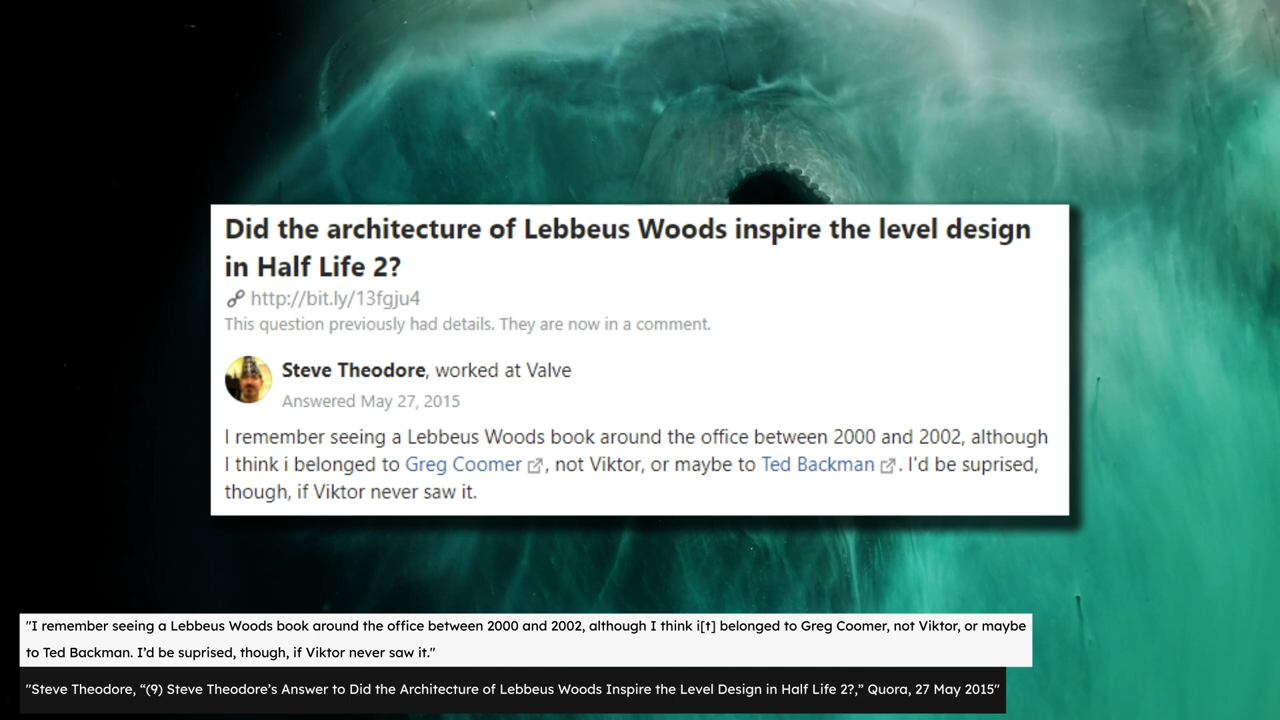 Did the architecture of Lebbeus Woods inspire the level design
in Half Life 2?
http://bit.ly/13fgju4
This question previously had details. They are now in a comment.
Steve Theodore, worked at Valve
Answered May 27, 2015
I remember seeing a Lebbeus Woods book around the office between 2000 and 2002, although
I think i belonged to Greg Coomer, not Viktor, or maybe to Ted Backman. I'd be suprised,
though, if Viktor never saw it.
"I remember seeing a Lebbeus Woods book around the office between 2000 and 2002, although I think i[t] belonged to Greg Coomer, not Viktor, or maybe
to Ted Backman. I’d be suprised, though, if Viktor never saw it."
"Steve Theodore, “(9) Steve Theodore’s Answer to Did the Architecture of Lebbeus Woods Inspire the Level Design in Half Life 2?,” Quora, 27 May 2015"